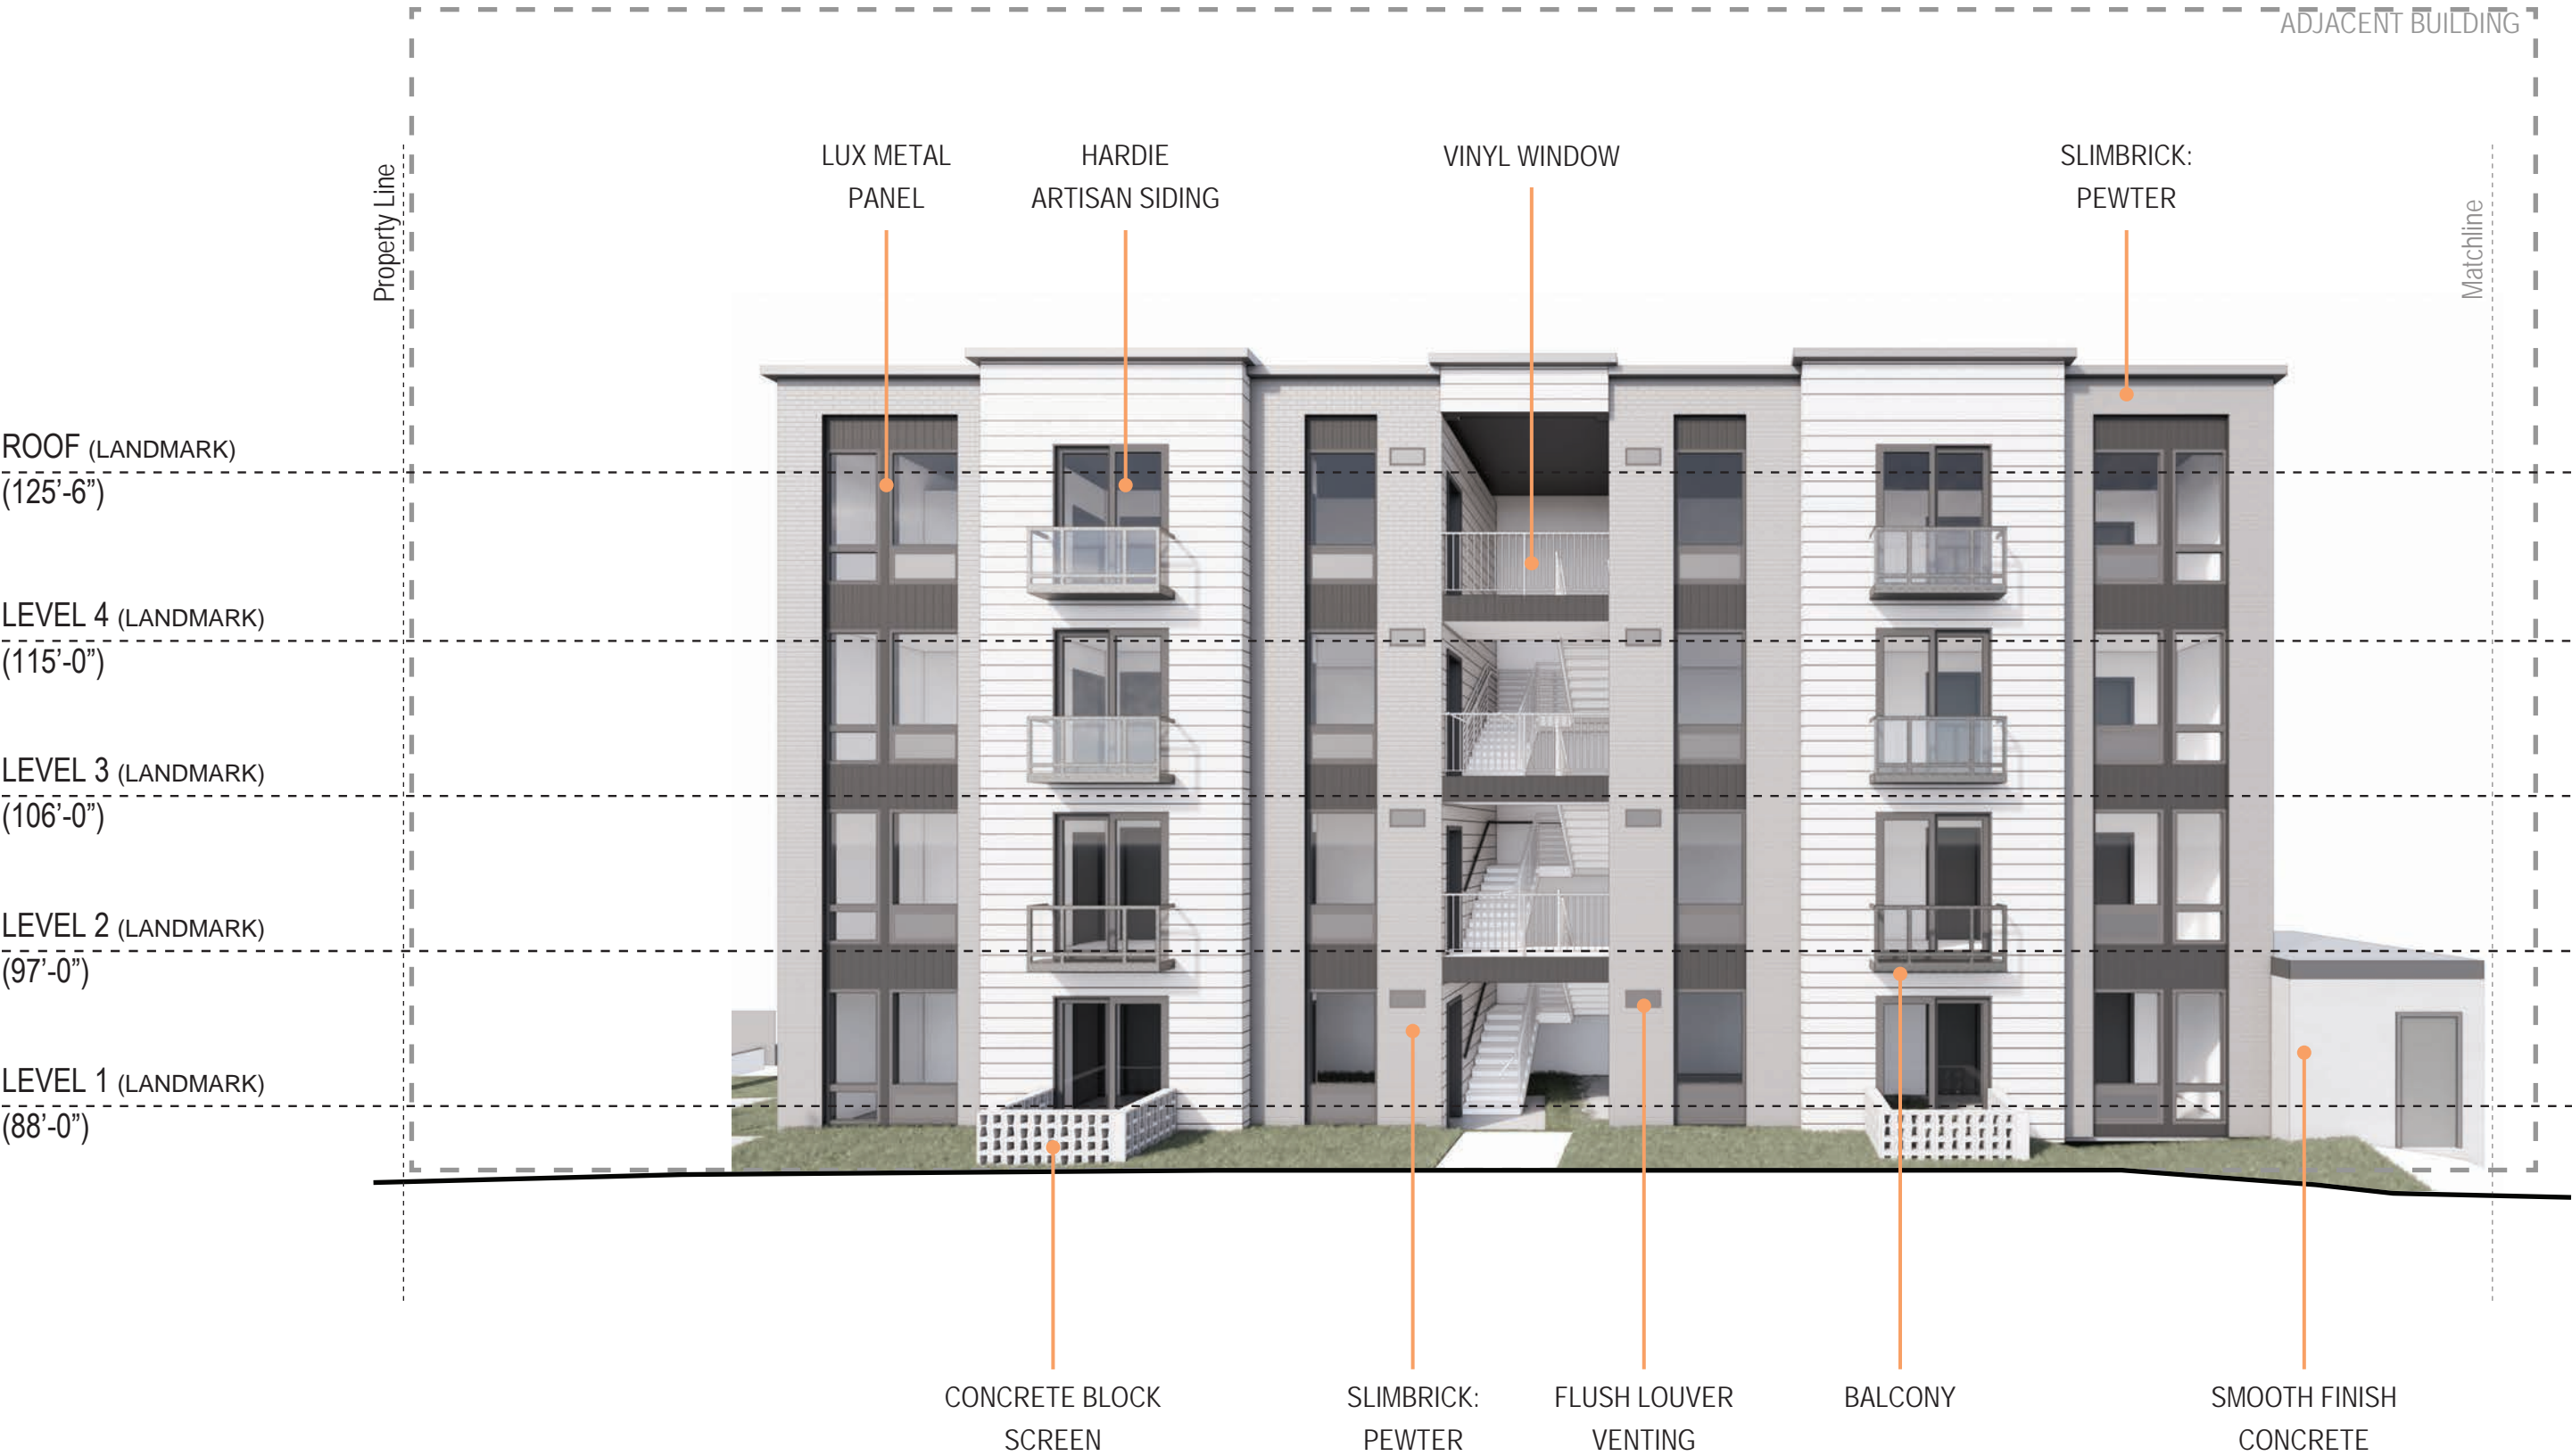 ADJACENT BUILDING
Property Line
Matchline
LUX METAL
PANEL
HARDIE
ARTISAN SIDING
VINYL WINDOW
SLIMBRICK:
PEWTER
ROOF (LANDMARK)
(125'-6”)
LEVEL 4 (LANDMARK)
(115'-0”)
LEVEL 3 (LANDMARK)
(106'-0”)
LEVEL 2 (LANDMARK)
(97'-0”)
LEVEL 1 (LANDMARK)
(88'-0”)
CONCRETE BLOCK
SCREEN
SLIMBRICK:
PEWTER
FLUSH LOUVER
VENTING
BALCONY
SMOOTH FINISH
CONCRETE